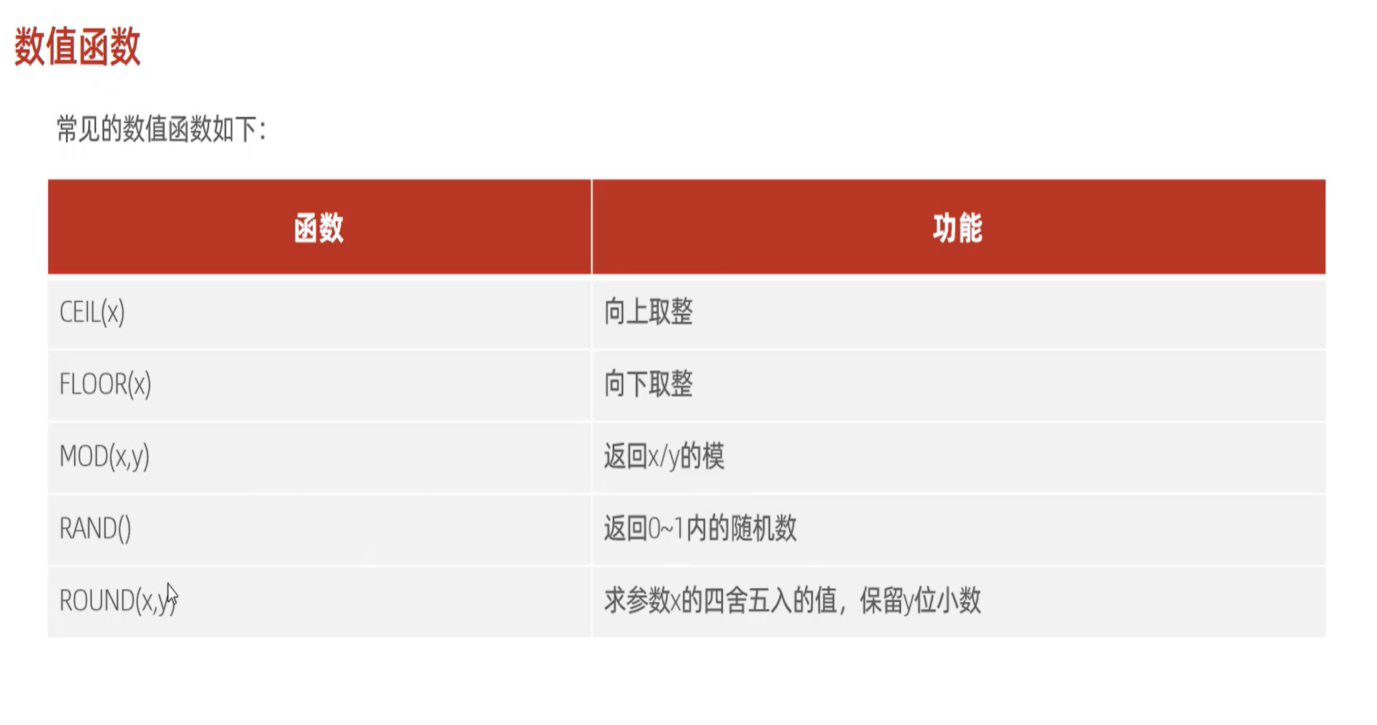 数值函数
常见的数值函数如下：
函数 功能
CEIL(x) 向上取整
FLOOR(x) 向下取整
MOD(x,y) 返回x/y的模
RAND() 返回0~1内的随机数
ROUND(x,y) 求参数x的四舍五入的值，保留y位小数